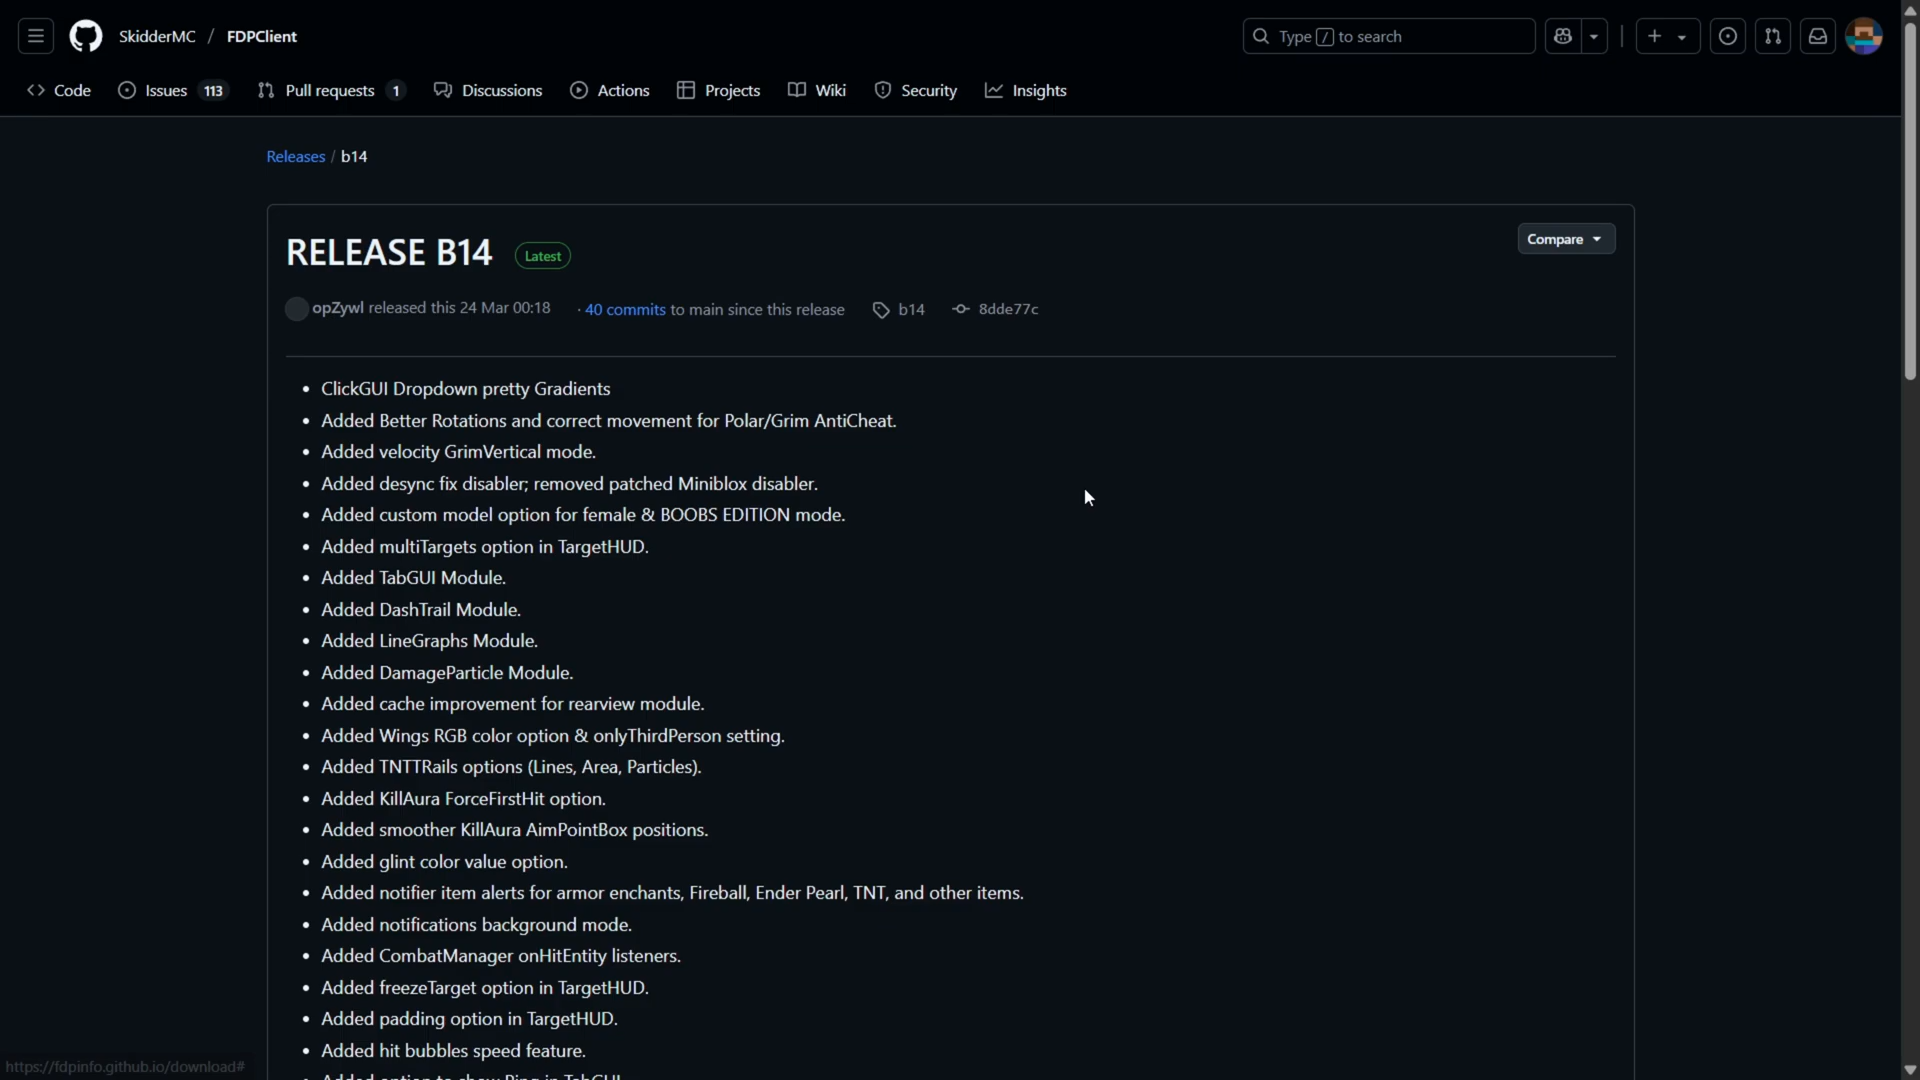 SkidderMC / FDPClient
Type / to search
Code
Issues 113
Pull requests 1
Discussions
Actions
Projects
Wiki
Security
Insights
Releases / b14
RELEASE B14 Latest
Compare
opZywl released this 24 Mar 00:18 · 40 commits to main since this release b14 8dde77c
• ClickGUI Dropdown pretty Gradients
• Added Better Rotations and correct movement for Polar/Grim AntiCheat.
• Added velocity GrimVertical mode.
• Added desync fix disabler; removed patched Miniblox disabler.
• Added custom model option for female & BOOBS EDITION mode.
• Added multiTargets option in TargetHUD.
• Added TabGUI Module.
• Added DashTrail Module.
• Added LineGraphs Module.
• Added DamageParticle Module.
• Added cache improvement for rearview module.
• Added Wings RGB color option & onlyThirdPerson setting.
• Added TNTTRails options (Lines, Area, Particles).
• Added KillAura ForceFirstHit option.
• Added smoother KillAura AimPointBox positions.
• Added glint color value option.
• Added notifier item alerts for armor enchants, Fireball, Ender Pearl, TNT, and other items.
• Added notifications background mode.
• Added CombatManager onHitEntity listeners.
• Added freezeTarget option in TargetHUD.
• Added padding option in TargetHUD.
• Added hit bubbles speed feature.
• Added option to show Ping in TabGUI
https://fdpinfo.github.io/download#